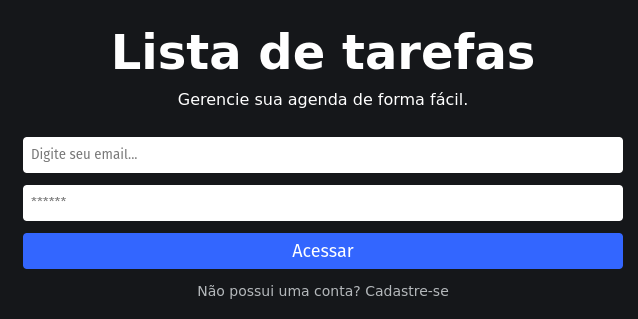 Lista de tarefas
Gerencie sua agenda de forma fácil.
Digite seu email...
******
Acessar
Não possui uma conta? Cadastre-se